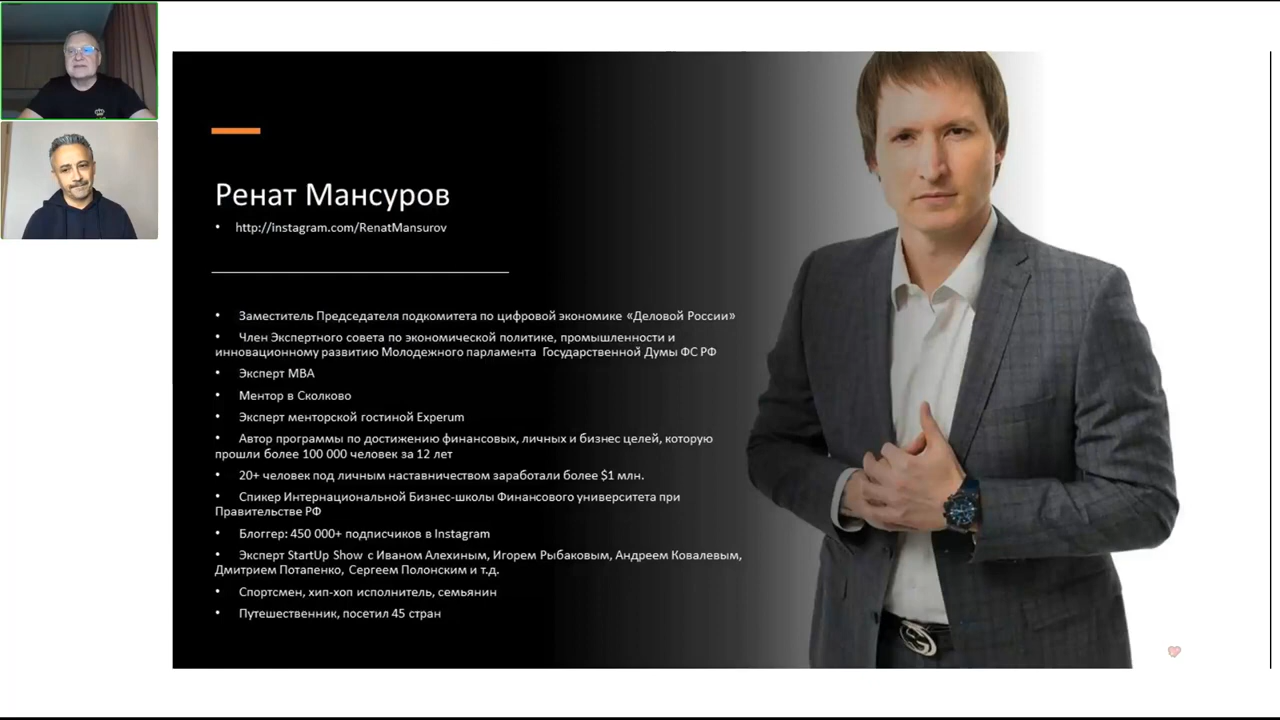 Ренат Мансуров
• http://instagram.com/RenatMansurov
• Заместитель Председателя подкомитета по цифровой экономике «Деловой России»
• Член Экспертного совета по экономической политике, промышленности и
инновационному развитию Молодежного парламента Государственной Думы ФС РФ
• Эксперт MBA
• Ментор в Сколково
• Эксперт менторской гостиной Experum
• Автор программы по достижению финансовых, личных и бизнес целей, которую
прошли более 100 000 человек за 12 лет
• 20+ человек под личным наставничеством заработали более $1 млн.
• Спикер Интернациональной Бизнес-школы Финансового университета при
Правительстве РФ
• Блоггер: 450 000+ подписчиков в Instagram
• Эксперт StartUp Show с Иваном Алехиным, Игорем Рыбаковым, Андреем Ковалевым,
Дмитрием Потапенко, Сергеем Полонским и т.д.
• Спортсмен, хип-хоп исполнитель, семьянин
• Путешественник, посетил 45 стран